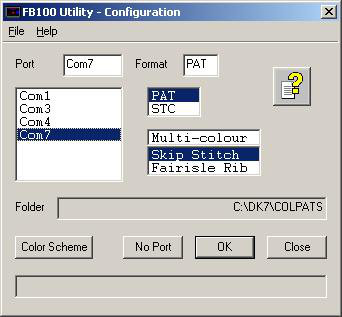 FB100 Utility - Configuration
File Help
Port Com7 Format PAT
Com1
Com3
Com4
Com7
PAT
STC
Multi-colour
Skip Stitch
Fairisle Rib
Folder C:\DK7\COLPATS
Color Scheme No Port OK Close